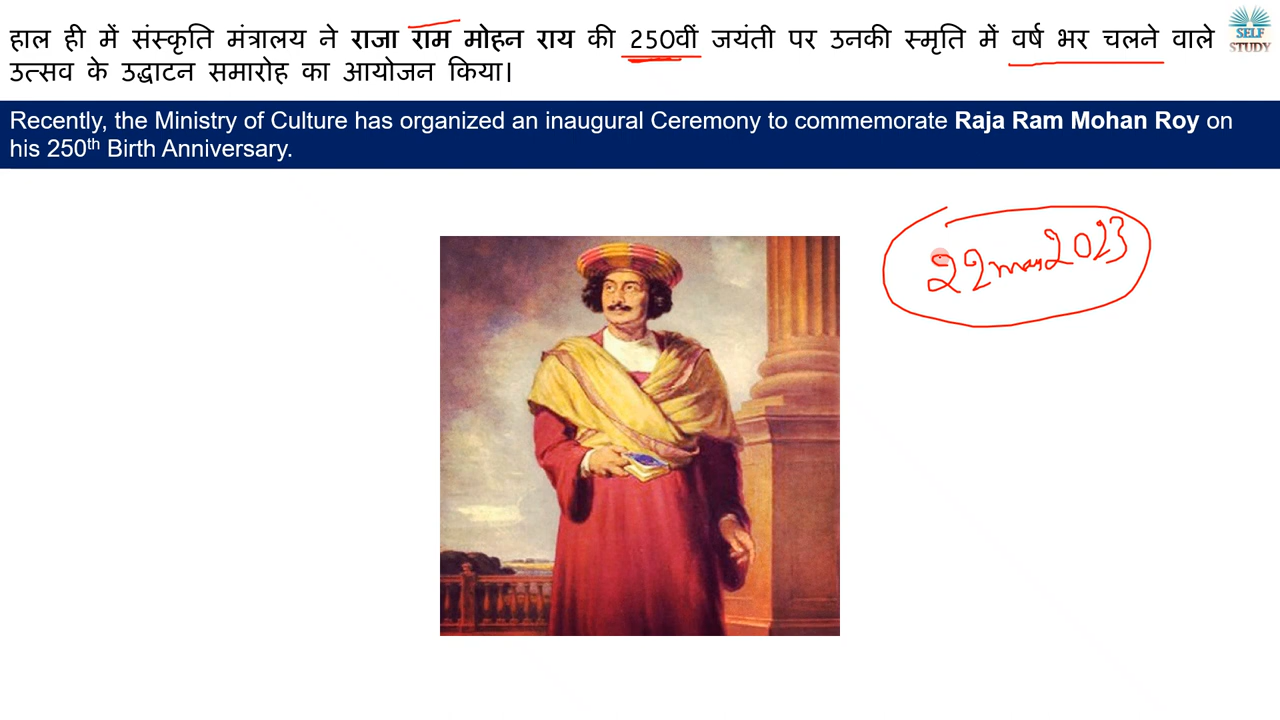 हाल ही में संस्कृति मंत्रालय ने राजा राम मोहन राय की 250वीं जयंती पर उनकी स्मृति में वर्ष भर चलने वाले
उत्सव के उद्घाटन समारोह का आयोजन किया।
SELF
STUDY
Recently, the Ministry of Culture has organized an inaugural Ceremony to commemorate Raja Ram Mohan Roy on
his 250th Birth Anniversary.
22 may 2023